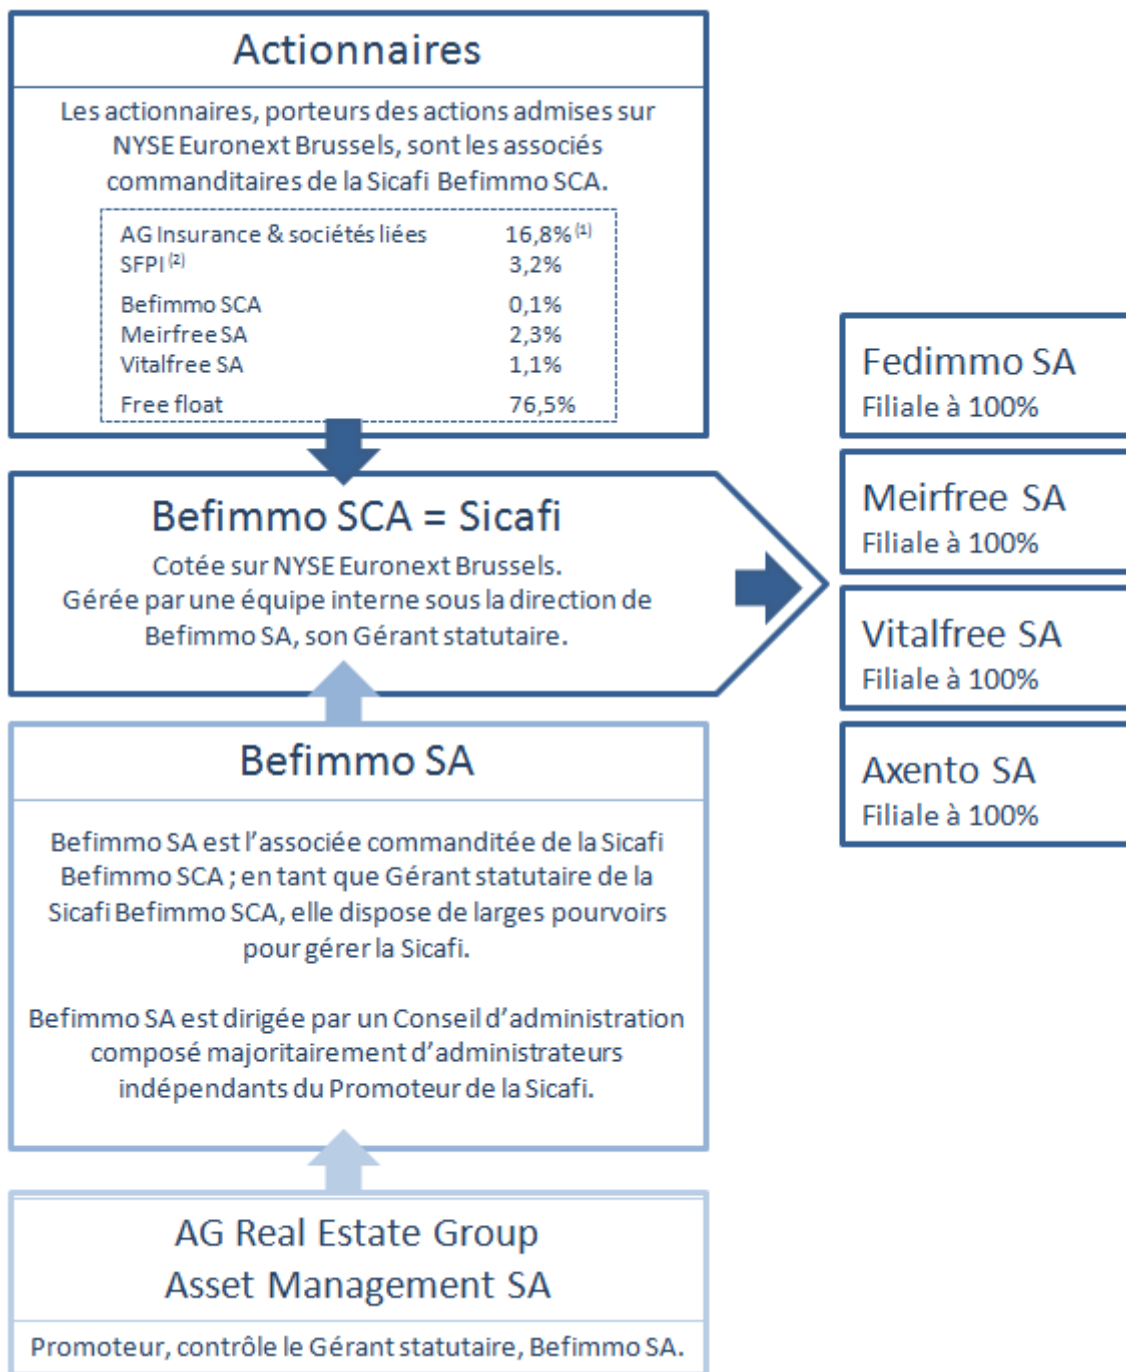 Actionnaires
Les actionnaires, porteurs des actions admises sur
NYSE Euronext Brussels, sont les associés
commanditaires de la Sicafi Befimmo SCA.
AG Insurance & sociétés liées 16,8% (1)
SFPI (2) 3,2%
Befimmo SCA 0,1%
Meirfree SA 2,3%
Vitalfree SA 1,1%
Free float 76,5%
Befimmo SCA = Sicafi
Cotée sur NYSE Euronext Brussels.
Gérée par une équipe interne sous la direction de
Befimmo SA, son Gérant statutaire.
Fedimmo SA
Filiale à 100%
Meirfree SA
Filiale à 100%
Vitalfree SA
Filiale à 100%
Axento SA
Filiale à 100%
Befimmo SA
Befimmo SA est l'associée commanditée de la Sicafi
Befimmo SCA ; en tant que Gérant statutaire de la
Sicafi Befimmo SCA, elle dispose de larges pourvoirs
pour gérer la Sicafi.
Befimmo SA est dirigée par un Conseil d'administration
composé majoritairement d'administrateurs
indépendants du Promoteur de la Sicafi.
AG Real Estate Group
Asset Management SA
Promoteur, contrôle le Gérant statutaire, Befimmo SA.